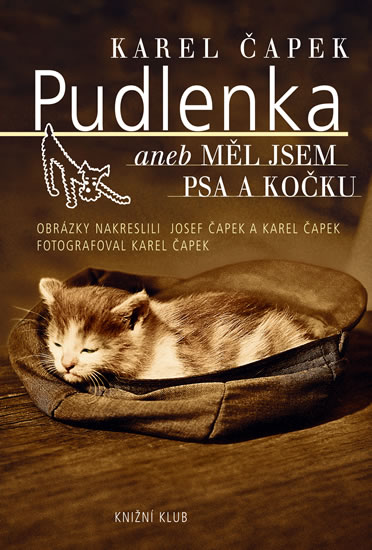 KAREL ČAPEK
Pudlenka
aneb MĚL JSEM
PSA A KOČKU
OBRÁZKY NAKRESLILI JOSEF ČAPEK A KAREL ČAPEK
FOTOGRAFOVAL KAREL ČAPEK
KNIŽNÍ KLUB